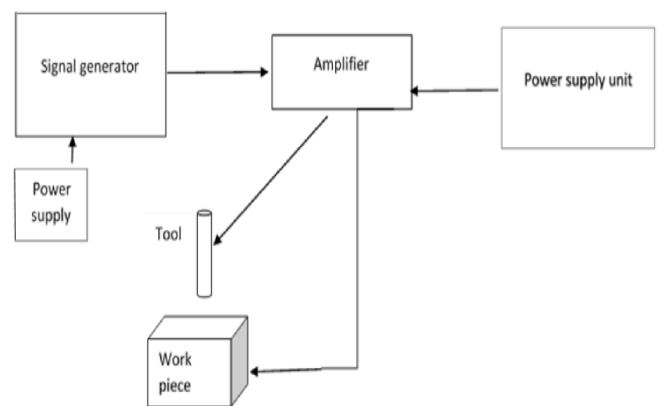 Signal generator
Amplifier
Power supply unit
Power
supply
Tool
Work
piece